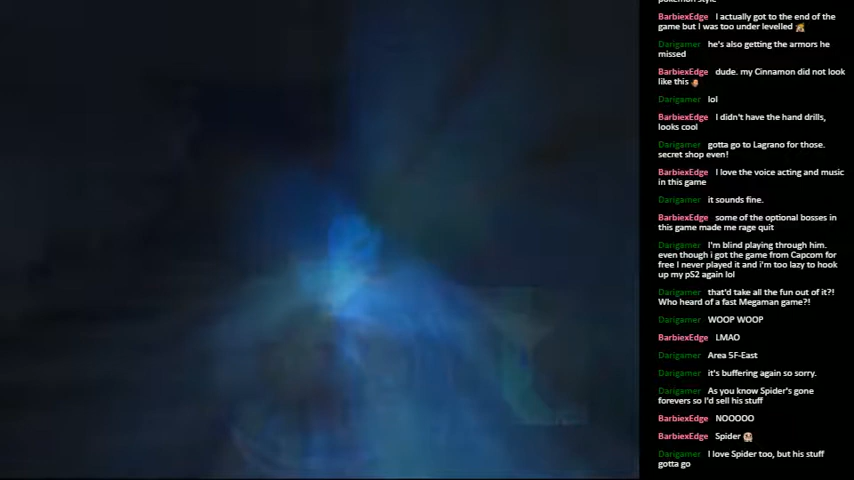 BarbiexEdge I actually got to the end of the
game but I was too under levelled
Darigamer he's also getting the armors he
missed
BarbiexEdge dude. my Cinnamon did not look
like this
Darigamer lol
BarbiexEdge I didn't have the hand drills,
looks cool
Darigamer gotta go to Lagrano for those.
secret shop even!
BarbiexEdge I love the voice acting and music
in this game
Darigamer it sounds fine.
BarbiexEdge some of the optional bosses in
this game made me rage quit
Darigamer I'm blind playing through him.
even though i got the game from Capcom for
free I never played it and i'm too lazy to hook
up my pS2 again lol
Darigamer that'd take all the fun out of it?!
Who heard of a fast Megaman game?!
Darigamer WOOP WOOP
BarbiexEdge LMAO
Darigamer Area 5F-East
Darigamer it's buffering again so sorry.
Darigamer As you know Spider's gone
forevers so I'd sell his stuff
BarbiexEdge NOOOOO
BarbiexEdge Spider
Darigamer I love Spider too, but his stuff
gotta go